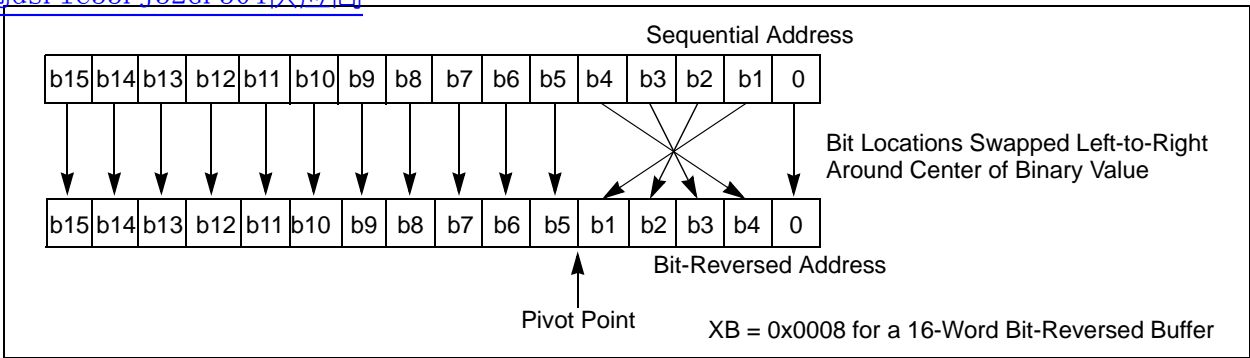 Sequential Address
b15 b14 b13 b12 b11 b10 b9 b8 b7 b6 b5 b4 b3 b2 b1 0
Bit Locations Swapped Left-to-Right
Around Center of Binary Value
b15 b14 b13 b12 b11 b10 b9 b8 b7 b6 b5 b1 b2 b3 b4 0
Bit-Reversed Address
Pivot Point
XB = 0x0008 for a 16-Word Bit-Reversed Buffer